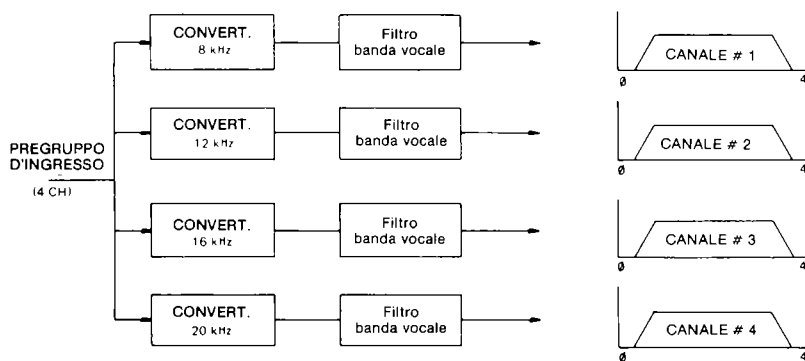 CONVERT.
8 kHz
Filtro
banda vocale
CANALE # 1
ø
4
CONVERT.
12 kHz
Filtro
banda vocale
CANALE # 2
ø
4
PREGRUPPO
D'INGRESSO
(4 CH)
CONVERT.
16 kHz
Filtro
banda vocale
CANALE # 3
ø
4
CONVERT.
20 kHz
Filtro
banda vocale
CANALE # 4
ø
4